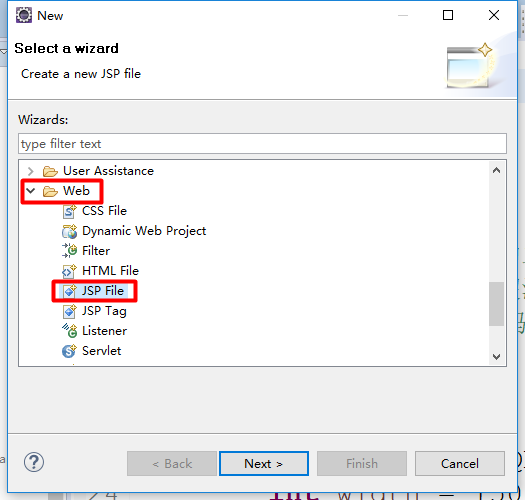 New
Select a wizard
Create a new JSP file
Wizards:
type filter text
User Assistance
Web
CSS File
Dynamic Web Project
Filter
HTML File
JSP File
JSP Tag
Listener
Servlet
?
< Back
Next >
Finish
Cancel